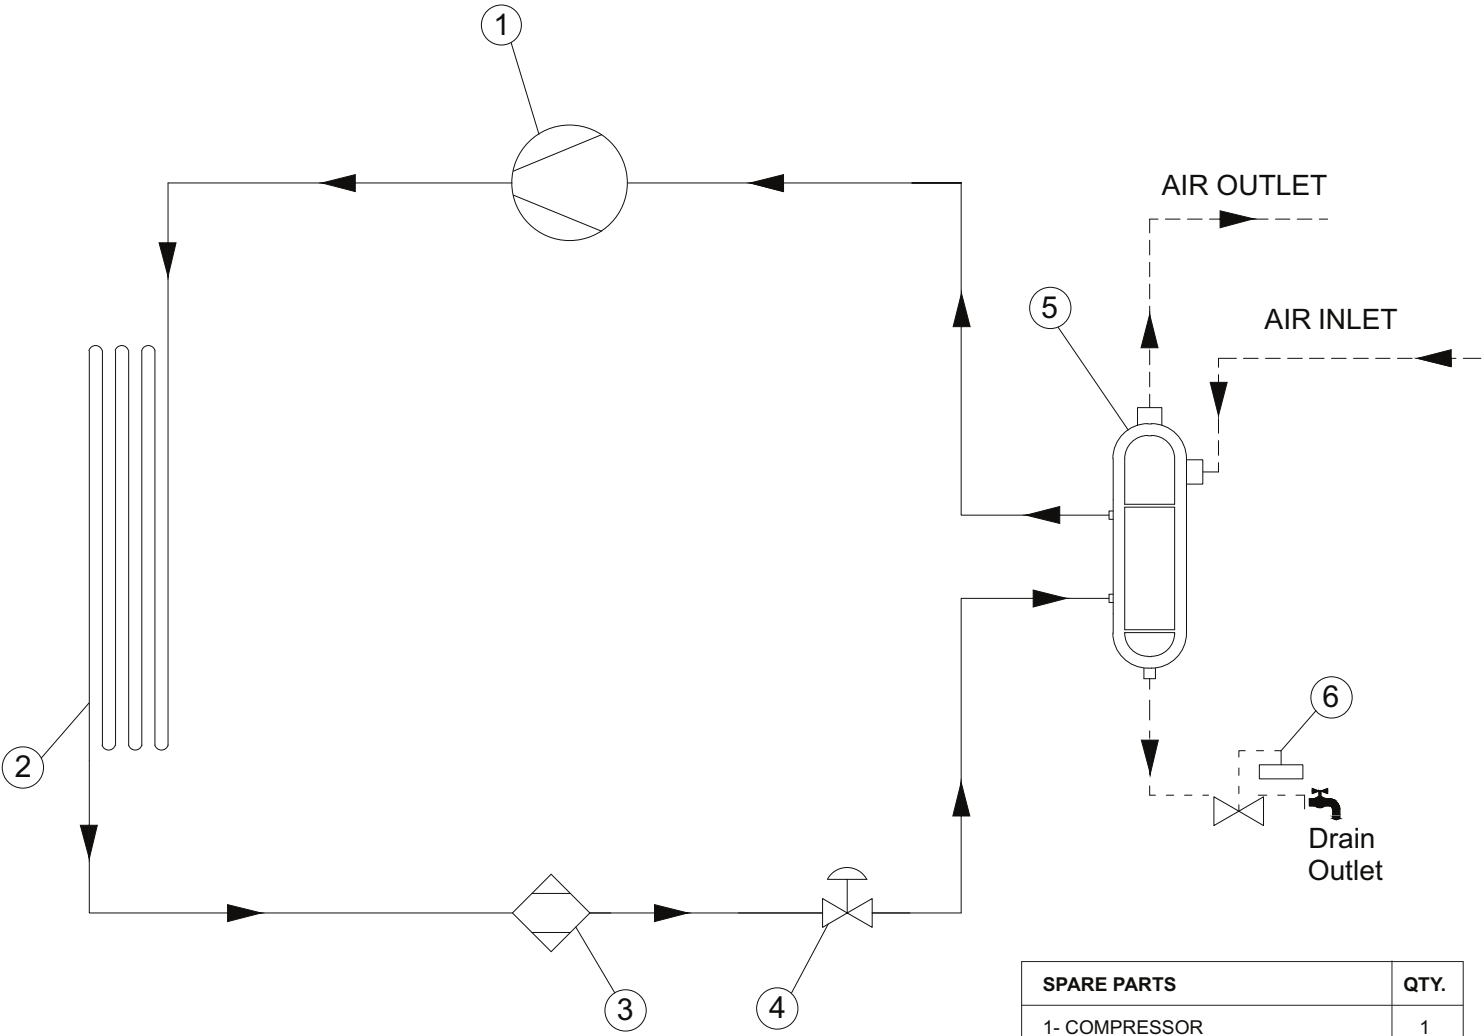 1
AIR OUTLET
5
AIR INLET
6
2
Drain
Outlet
3
4
SPARE PARTS QTY.
1- COMPRESSOR 1